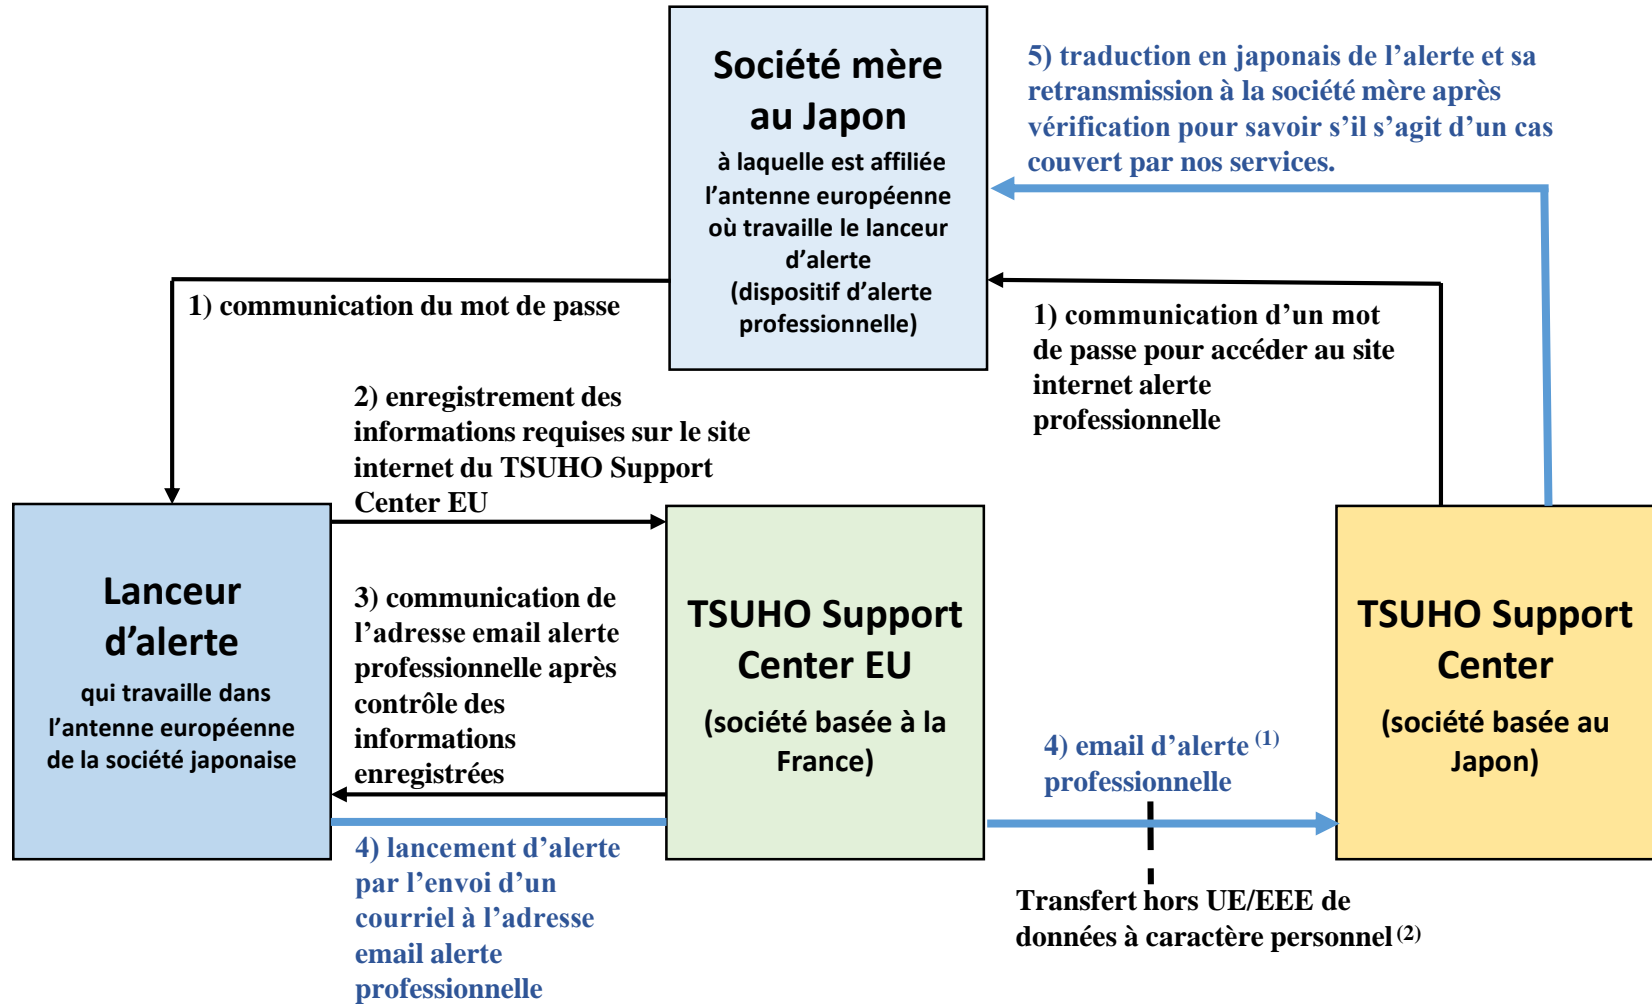 Société mère
au Japon
à laquelle est affiliée
l’antenne européenne
où travaille le lanceur
d’alerte
(dispositif d’alerte
professionnelle)
5) traduction en japonais de l’alerte et sa
retransmission à la société mère après
vérification pour savoir s’il s’agit d’un cas
couvert par nos services.
1) communication du mot de passe
1) communication d’un mot
de passe pour accéder au site
internet alerte
professionnelle
2) enregistrement des
informations requises sur le site
internet du TSUHO Support
Center EU
Lanceur
d’alerte
qui travaille dans
l’antenne européenne
de la société japonaise
3) communication de
l’adresse email alerte
professionnelle après
contrôle des
informations
enregistrées
TSUHO Support
Center EU
(société basée à la
France)
TSUHO Support
Center
(société basée au
Japon)
4) email d’alerte (1)
professionnelle
4) lancement d’alerte
par l’envoi d’un
courriel à l’adresse
email alerte
professionnelle
Transfert hors UE/EEE de
données à caractère personnel (2)